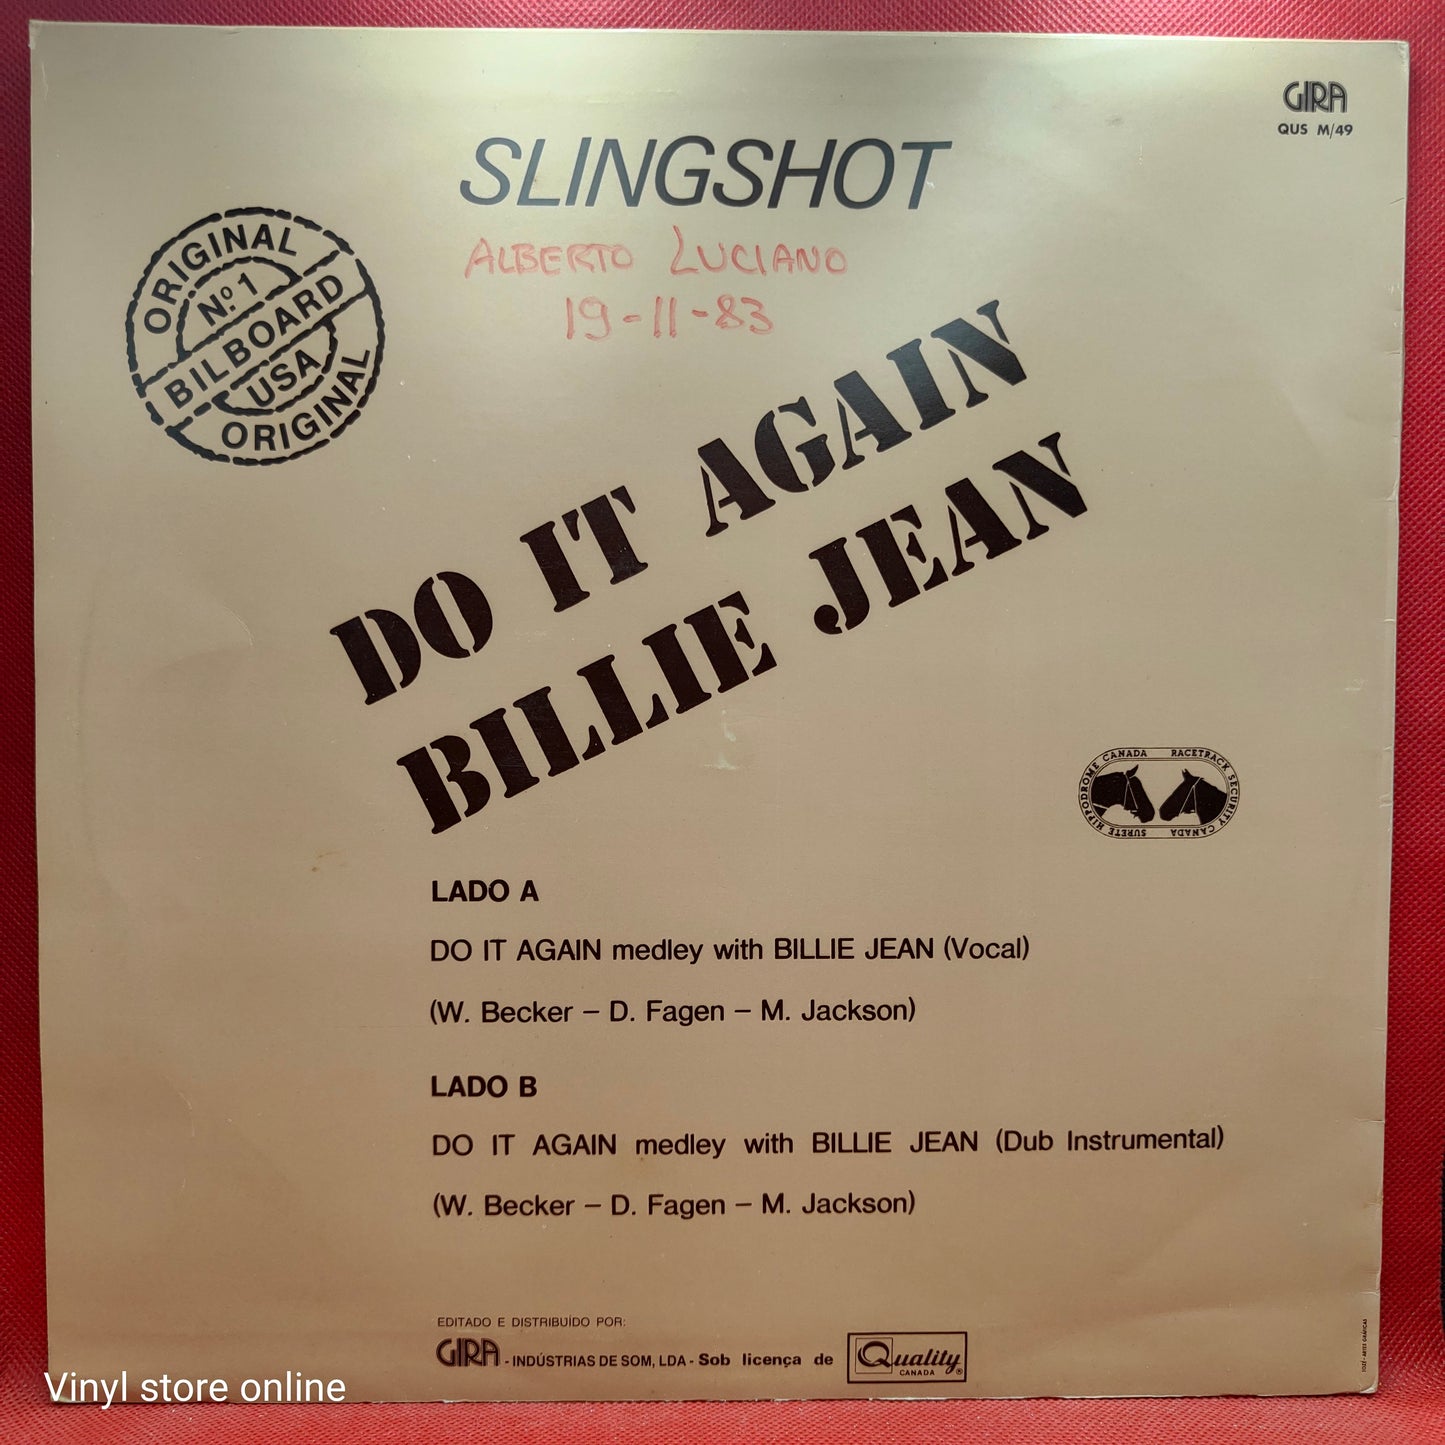 GIRA
QUS M/49
SLINGSHOT
ALBERTO LUCIANO
19-11-83
ORIGINAL
Nº 1
BILBOARD
USA
ORIGINAL
DO IT AGAIN
BILLIE JEAN
HIPPODROME CANADA RACETRACK SECURITY CANADA SURETE
LADO A
DO IT AGAIN medley with BILLIE JEAN (Vocal)
(W. Becker – D. Fagen – M. Jackson)
LADO B
DO IT AGAIN medley with BILLIE JEAN (Dub Instrumental)
(W. Becker – D. Fagen – M. Jackson)
EDITADO E DISTRIBUÍDO POR:
GIRA - INDÚSTRIAS DE SOM, LDA - Sob licença de Quality
CANADA
Vinyl store online